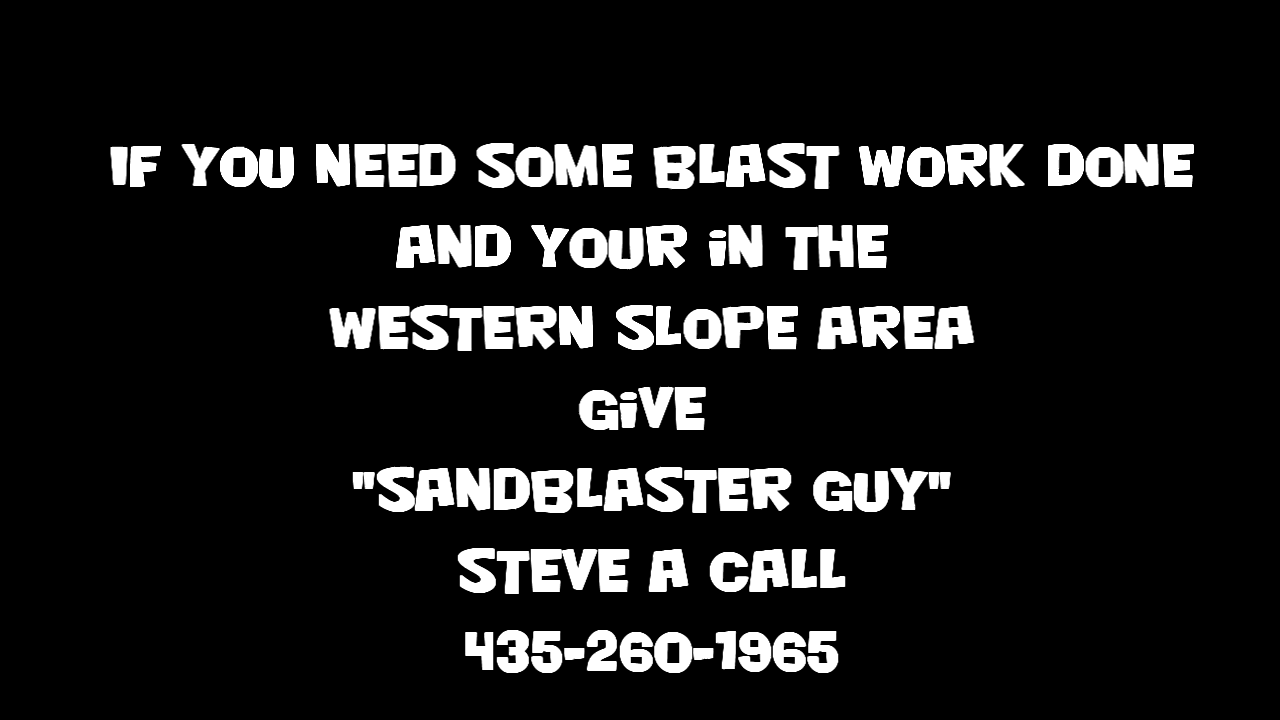 IF YOU NEED SOME BLAST WORK DONE
AND YOUR iN THE
WESTERN SLOPE AREA
GiVE
"SANDBLASTER GUY"
STEVE A CALL
435-260-1965